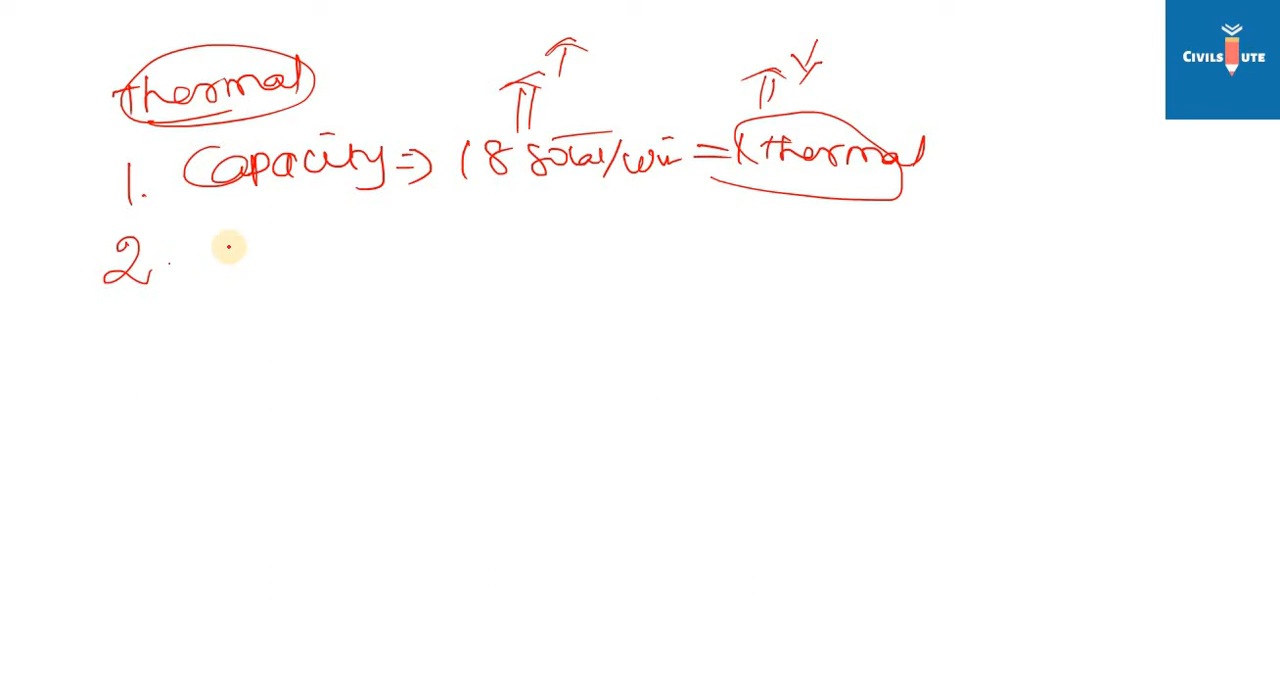 CIVILS UTE
thermal
1. Capacity => 18 solar/win = 1 thermal
2.